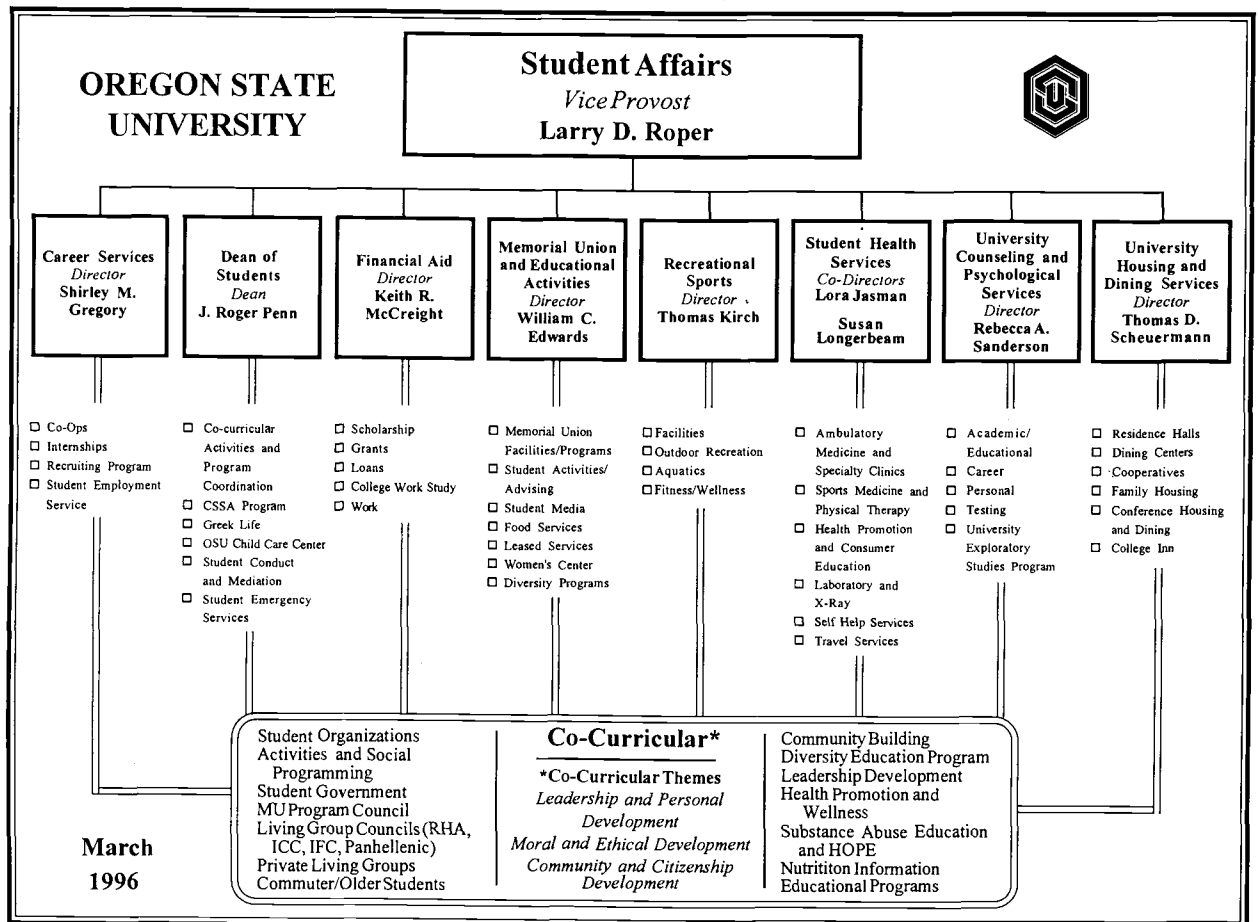 OREGON STATE
UNIVERSITY
Student Affairs
Vice Provost
Larry D. Roper
Career Services
Director
Shirley M.
Gregory
Dean of
Students
Dean
J. Roger Penn
Financial Aid
Director
Keith R.
McCreight
Memorial Union
and Educational
Activities
Director
William C.
Edwards
Recreational
Sports
Director
Thomas Kirch
Student Health
Services
Co-Directors
Lora Jasman
Susan
Longerbeam
University
Counseling and
Psychological
Services
Director
Rebecca A.
Sanderson
University
Housing and
Dining Services
Director
Thomas D.
Scheuermann
☐ Co-Ops
☐ Internships
☐ Recruiting Program
☐ Student Employment
Service
☐ Co-curricular
Activities and
Program
Coordination
☐ CSSA Program
☐ Greek Life
☐ OSU Child Care Center
☐ Student Conduct
and Mediation
☐ Student Emergency
Services
☐ Scholarship
☐ Grants
☐ Loans
☐ College Work Study
☐ Work
☐ Memorial Union
Facilities/Programs
☐ Student Activities/
Advising
☐ Student Media
☐ Food Services
☐ Leased Services
☐ Women's Center
☐ Diversity Programs
☐ Facilities
☐ Outdoor Recreation
☐ Aquatics
☐ Fitness/Wellness
☐ Ambulatory
Medicine and
Specialty Clinics
☐ Sports Medicine and
Physical Therapy
☐ Health Promotion
and Consumer
Education
☐ Laboratory and
X-Ray
☐ Self Help Services
☐ Travel Services
☐ Academic/
Educational
☐ Career
☐ Personal
☐ Testing
☐ University
Exploratory
Studies Program
☐ Residence Halls
☐ Dining Centers
☐ Cooperatives
☐ Family Housing
☐ Conference Housing
and Dining
☐ College Inn
Student Organizations
Activities and Social
Programming
Student Government
MU Program Council
Living Group Councils (RHA,
ICC, IFC, Panhellenic)
Private Living Groups
Commuter/Older Students
Co-Curricular*
*Co-Curricular Themes
Leadership and Personal
Development
Moral and Ethical Development
Community and Citizenship
Development
Community Building
Diversity Education Program
Leadership Development
Health Promotion and
Wellness
Substance Abuse Education
and HOPE
Nutrititon Information
Educational Programs
March
1996